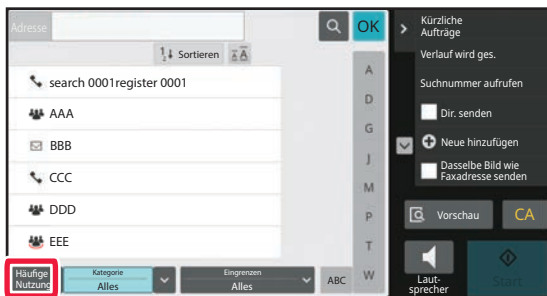 Adresse
OK
1 2 Sortieren
A A
search 0001register 0001
AAA
BBB
CCC
DDD
EEE
A
D
G
J
M
P
T
W
Häufige
Nutzung
Kategorie
Alles
Eingrenzen
Alles
ABC
Kürzliche
Aufträge
Verlauf wird ges.
Suchnummer aufrufen
Dir. senden
Neue hinzufügen
Dasselbe Bild wie
Faxadresse senden
Vorschau
CA
Laut-
sprecher
Start